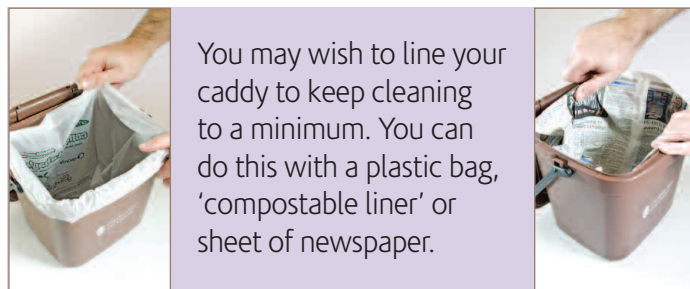 You may wish to line your
caddy to keep cleaning
to a minimum. You can
do this with a plastic bag,
‘compostable liner’ or
sheet of newspaper.